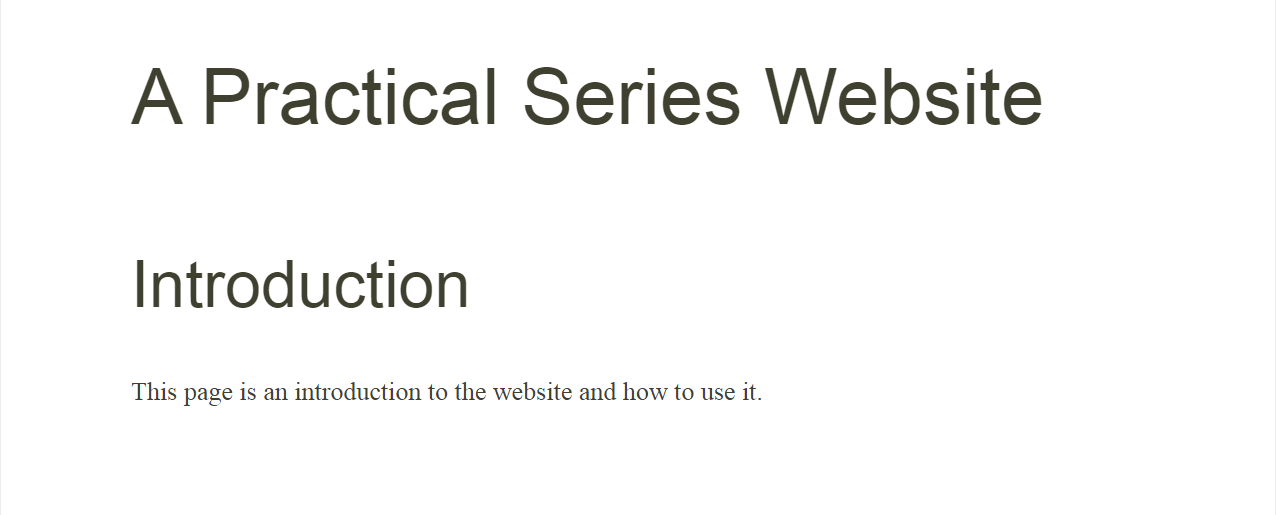 A Practical Series Website
Introduction
This page is an introduction to the website and how to use it.